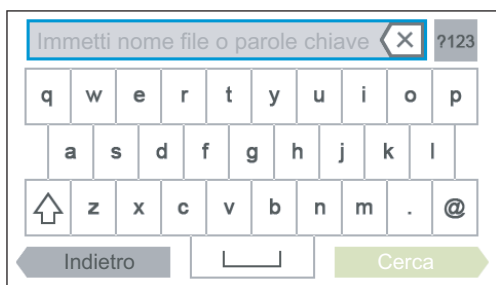 Immetti nome file o parole chiave ?123
q w e r t y u i o p
a s d f g h j k l
z x c v b n m . @
Indietro Cerca